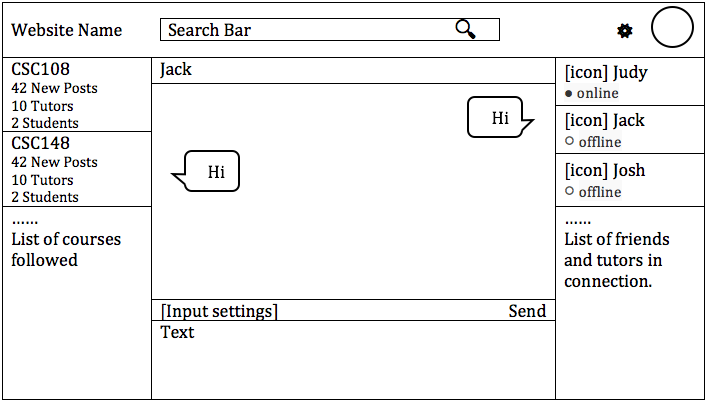 Website Name
Search Bar
CSC108
42 New Posts
10 Tutors
2 Students
CSC148
42 New Posts
10 Tutors
2 Students
......
List of courses
followed
Jack
Hi
Hi
[Input settings]
Send
Text
[icon] Judy
online
[icon] Jack
offline
[icon] Josh
offline
......
List of friends
and tutors in
connection.